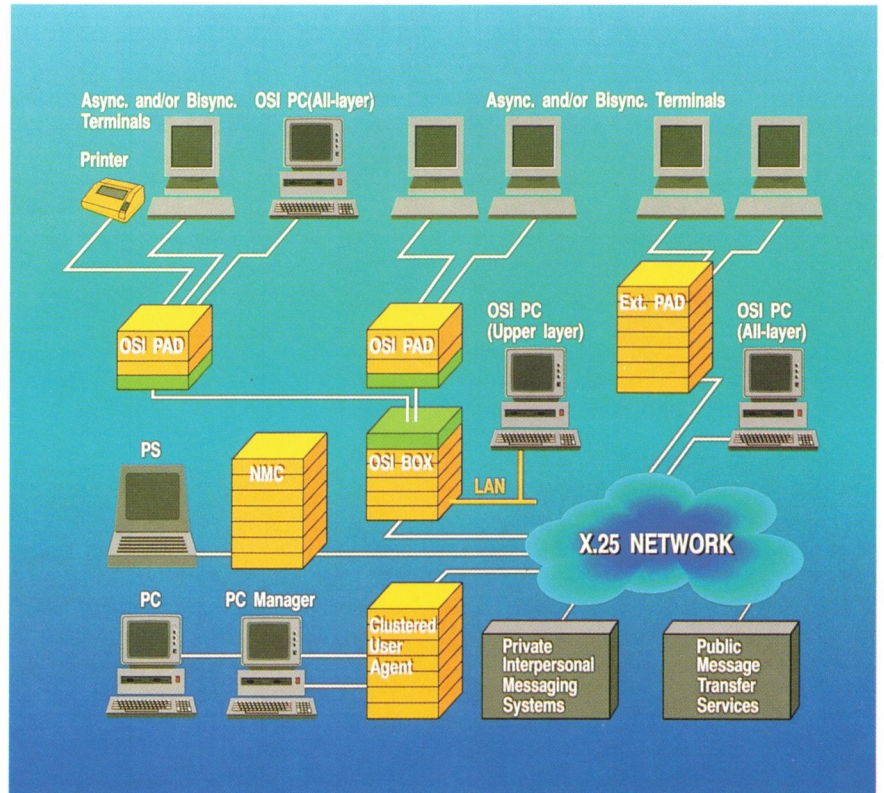 Async. and/or Bisync.
Terminals
OSI PC(All-layer)
Async. and/or Bisync. Terminals
Printer
OSI PAD
OSI PAD
Ext. PAD
OSI PC
(Upper layer)
OSI PC
(All-layer)
PS
NMC
OSI BOX
LAN
X.25 NETWORK
PC
PC Manager
Clustered
User
Agent
Private
Interpersonal
Messaging
Systems
Public
Message
Transfer
Services